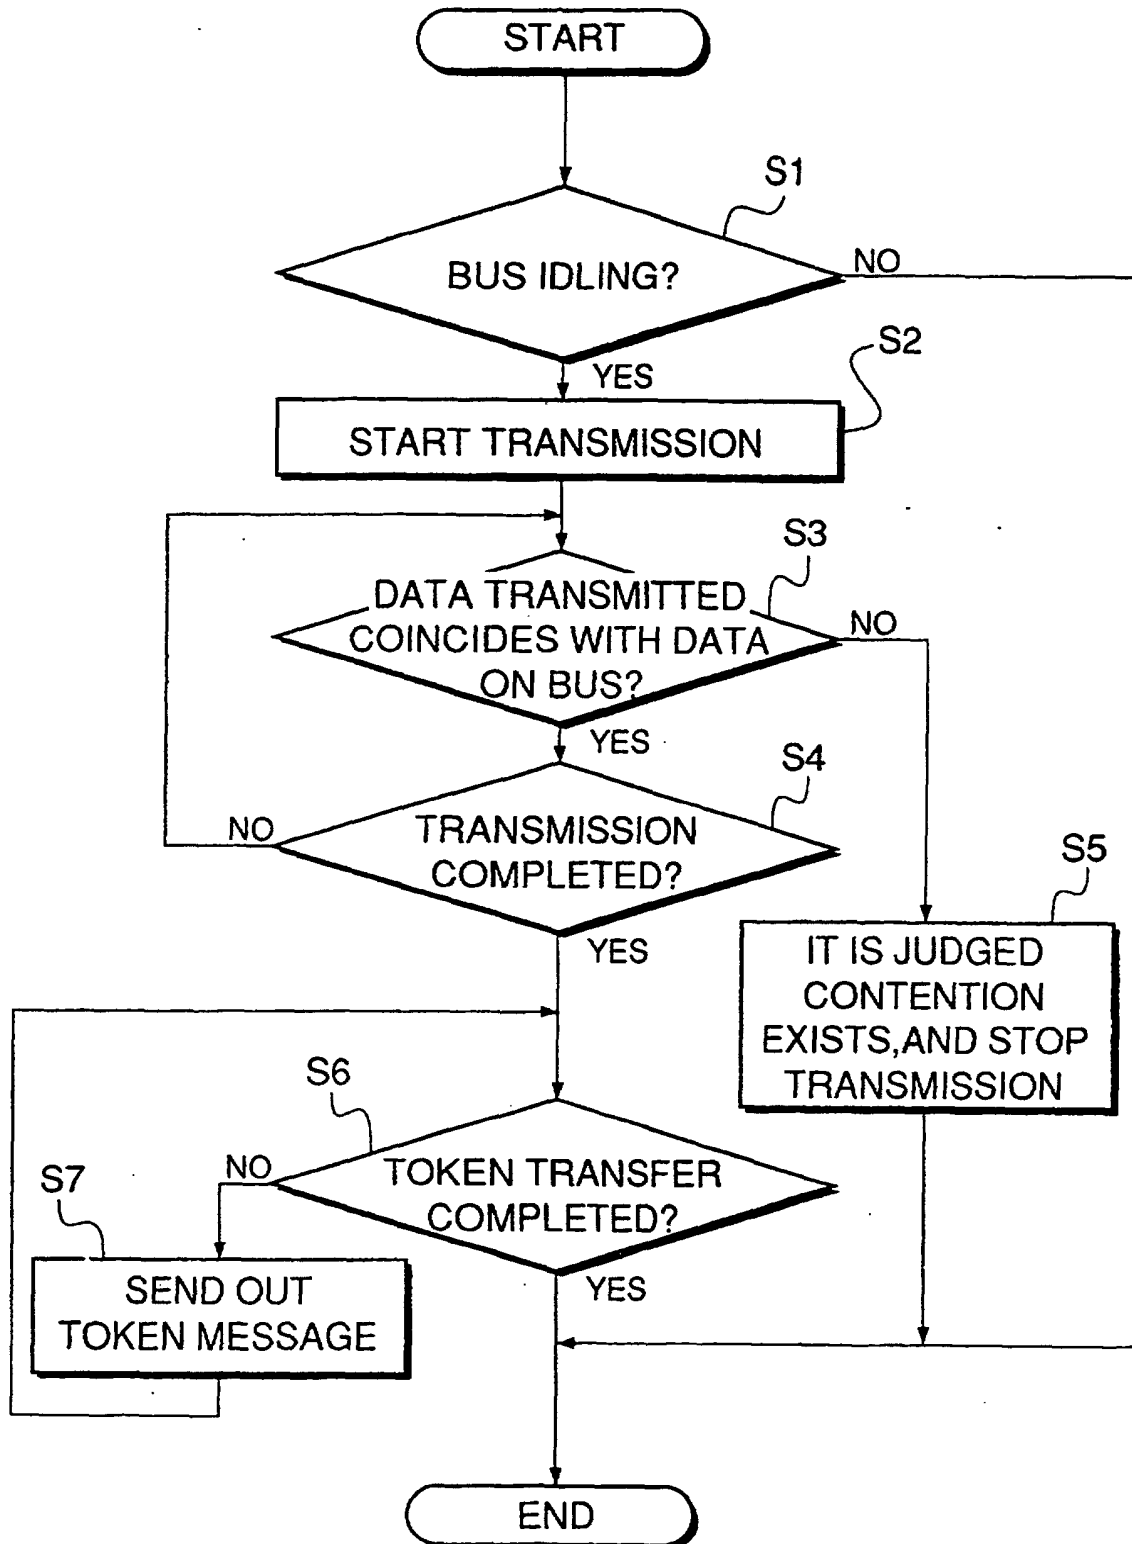 START
S1
BUS IDLING?
NO
S2
YES
START TRANSMISSION
S3
DATA TRANSMITTED
COINCIDES WITH DATA
ON BUS?
NO
YES
S4
NO
TRANSMISSION
COMPLETED?
YES
S5
IT IS JUDGED
CONTENTION
EXISTS,AND STOP
TRANSMISSION
S6
NO
TOKEN TRANSFER
COMPLETED?
S7
YES
SEND OUT
TOKEN MESSAGE
END